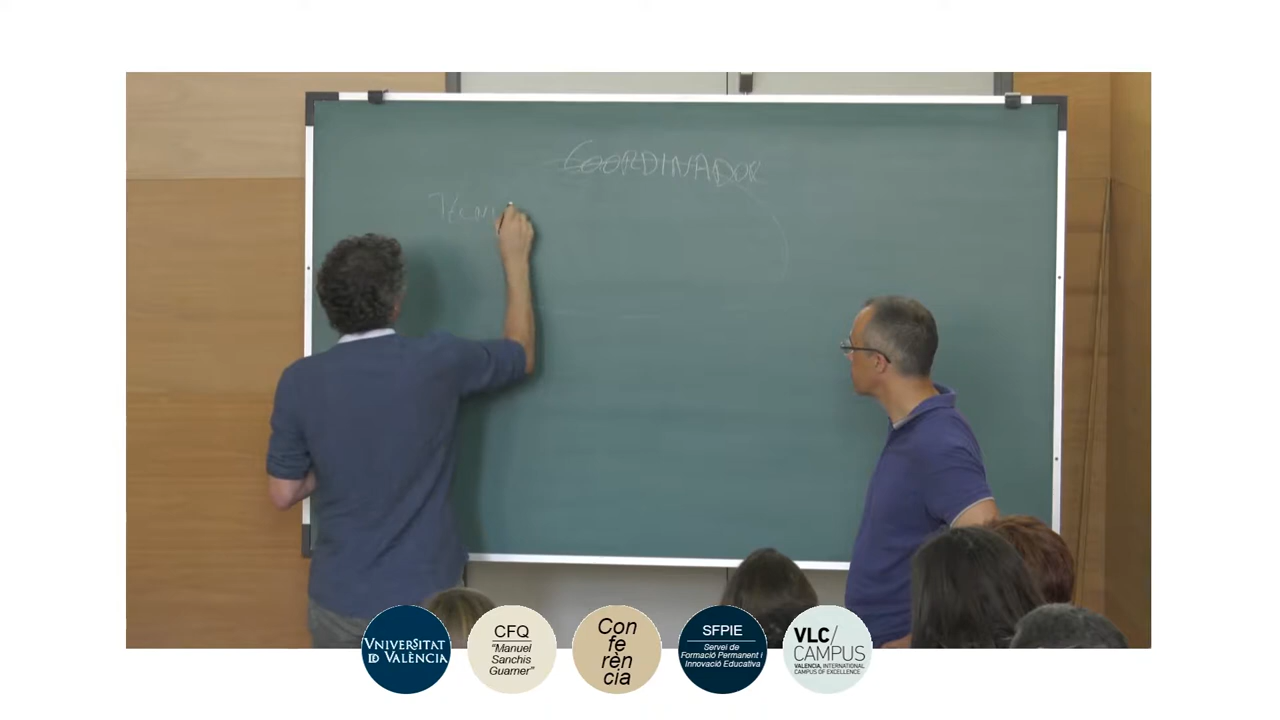 COORDINADOR
VNIVERSITAT
ID VALÈNCIA
CFQ
"Manuel
Sanchis
Guarner"
Con
fe
rèn
cia
SFPIE
Servei de
Formació Permanent i
Innovació Educativa
VLC/
CAMPUS
VALENCIA, INTERNATIONAL
CAMPUS OF EXCELLENCE